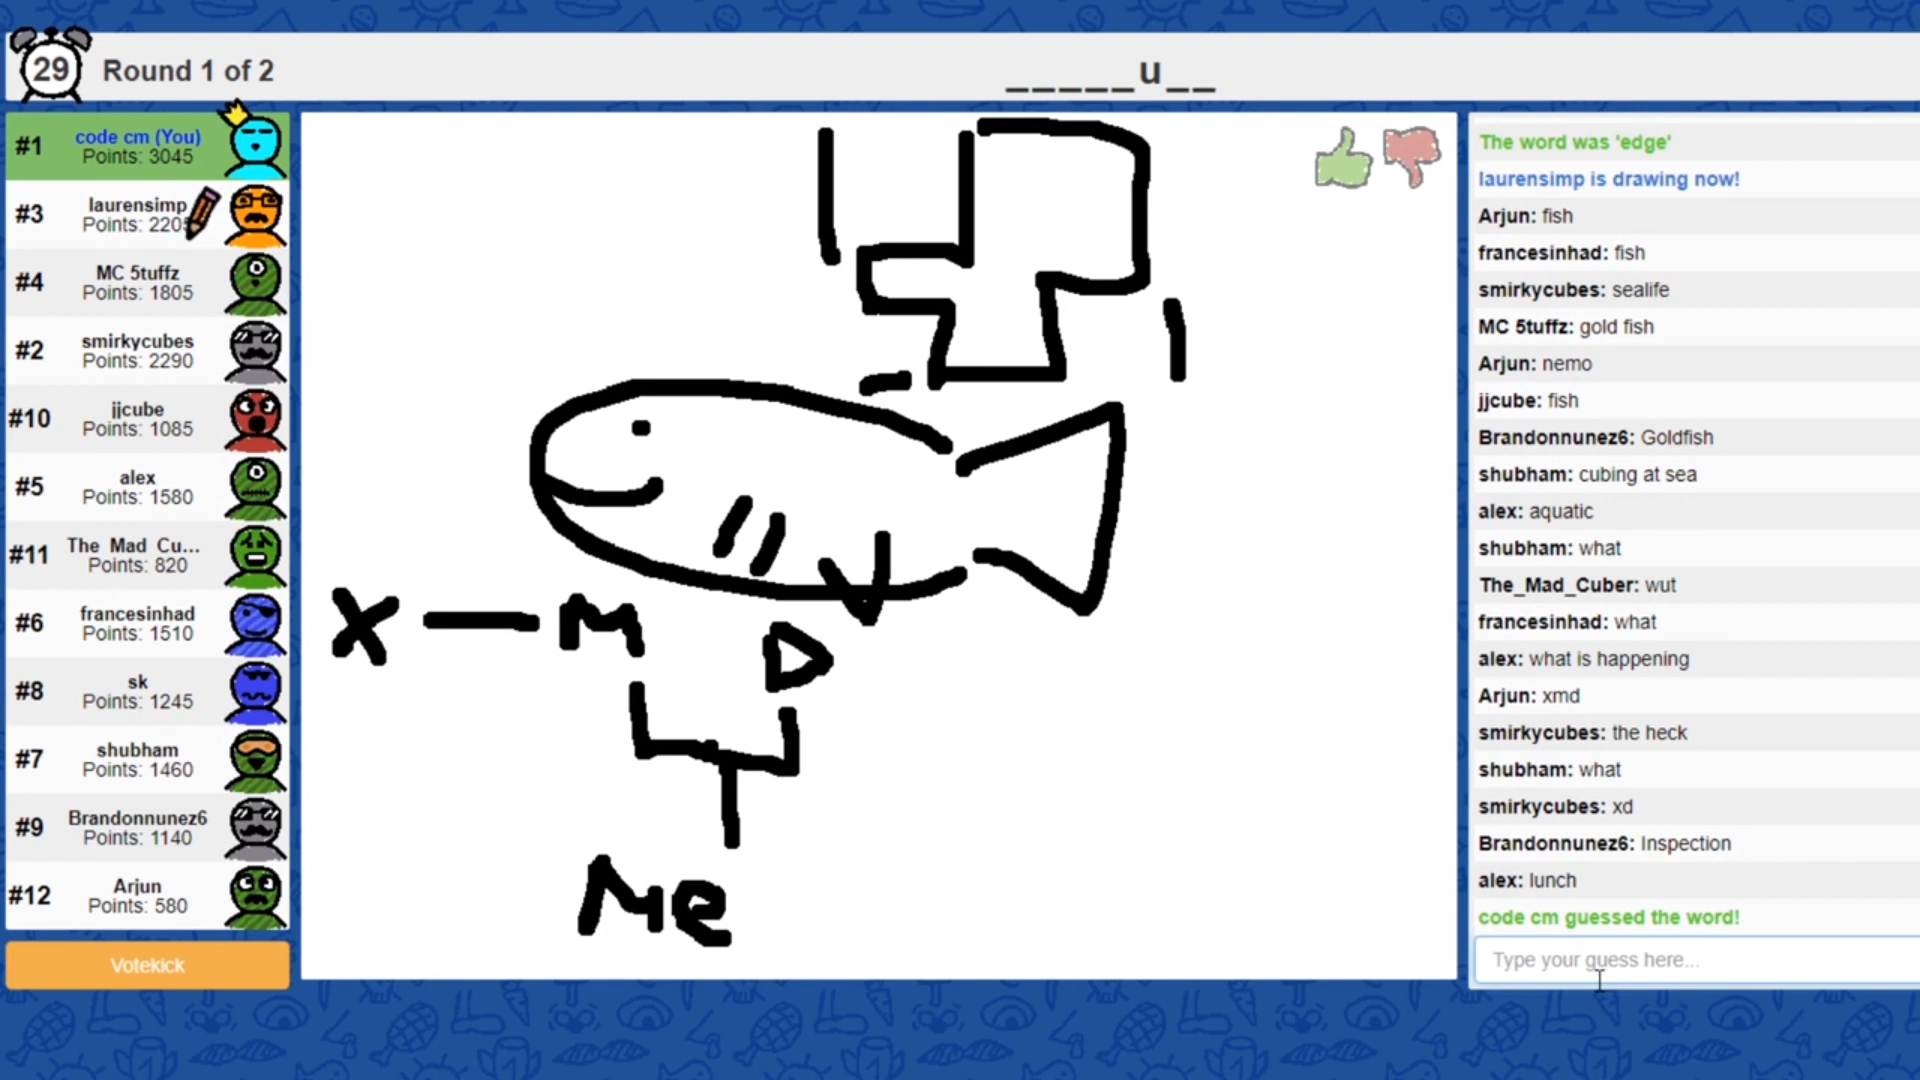 29 Round 1 of 2
_____u__
#1 code cm (You)
Points: 3045
#3 laurensimp
Points: 2205
#4 MC 5tuffz
Points: 1805
#2 smirkycubes
Points: 2290
#10 jjcube
Points: 1085
#5 alex
Points: 1580
#11 The_Mad_Cu...
Points: 820
#6 francesinhad
Points: 1510
#8 sk
Points: 1245
#7 shubham
Points: 1460
#9 Brandonnunez6
Points: 1140
#12 Arjun
Points: 580
Votekick
X — M
D
Me
The word was 'edge'
laurensimp is drawing now!
Arjun: fish
francesinhad: fish
smirkycubes: sealife
MC 5tuffz: gold fish
Arjun: nemo
jjcube: fish
Brandonnunez6: Goldfish
shubham: cubing at sea
alex: aquatic
shubham: what
The_Mad_Cuber: wut
francesinhad: what
alex: what is happening
Arjun: xmd
smirkycubes: the heck
shubham: what
smirkycubes: xd
Brandonnunez6: Inspection
alex: lunch
code cm guessed the word!
Type your guess here...